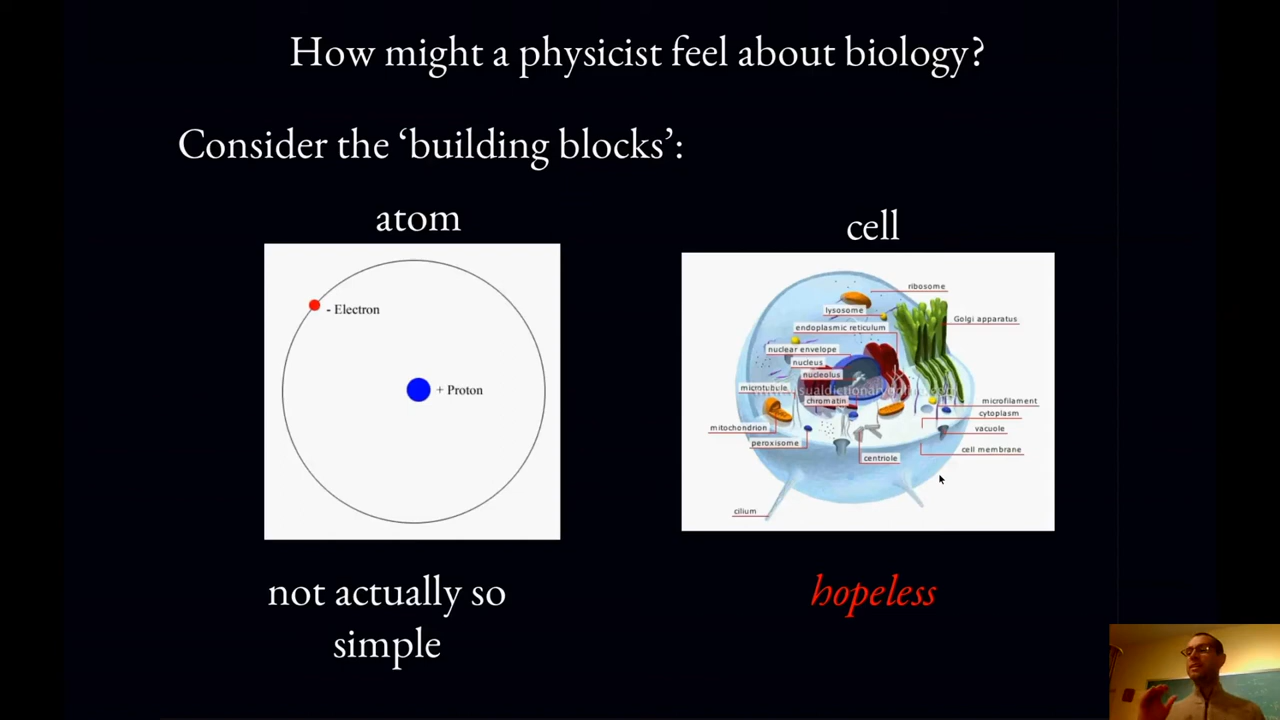 How might a physicist feel about biology?
Consider the ‘building blocks’:
atom
- Electron
+ Proton
not actually so
simple
cell
ribosome
lysosome
Golgi apparatus
endoplasmic reticulum
nuclear envelope
nucleus
nucleolus
microtubule
chromatin
microfilament
cytoplasm
mitochondrion
vacuole
peroxisome
cell membrane
centriole
cilium
hopeless